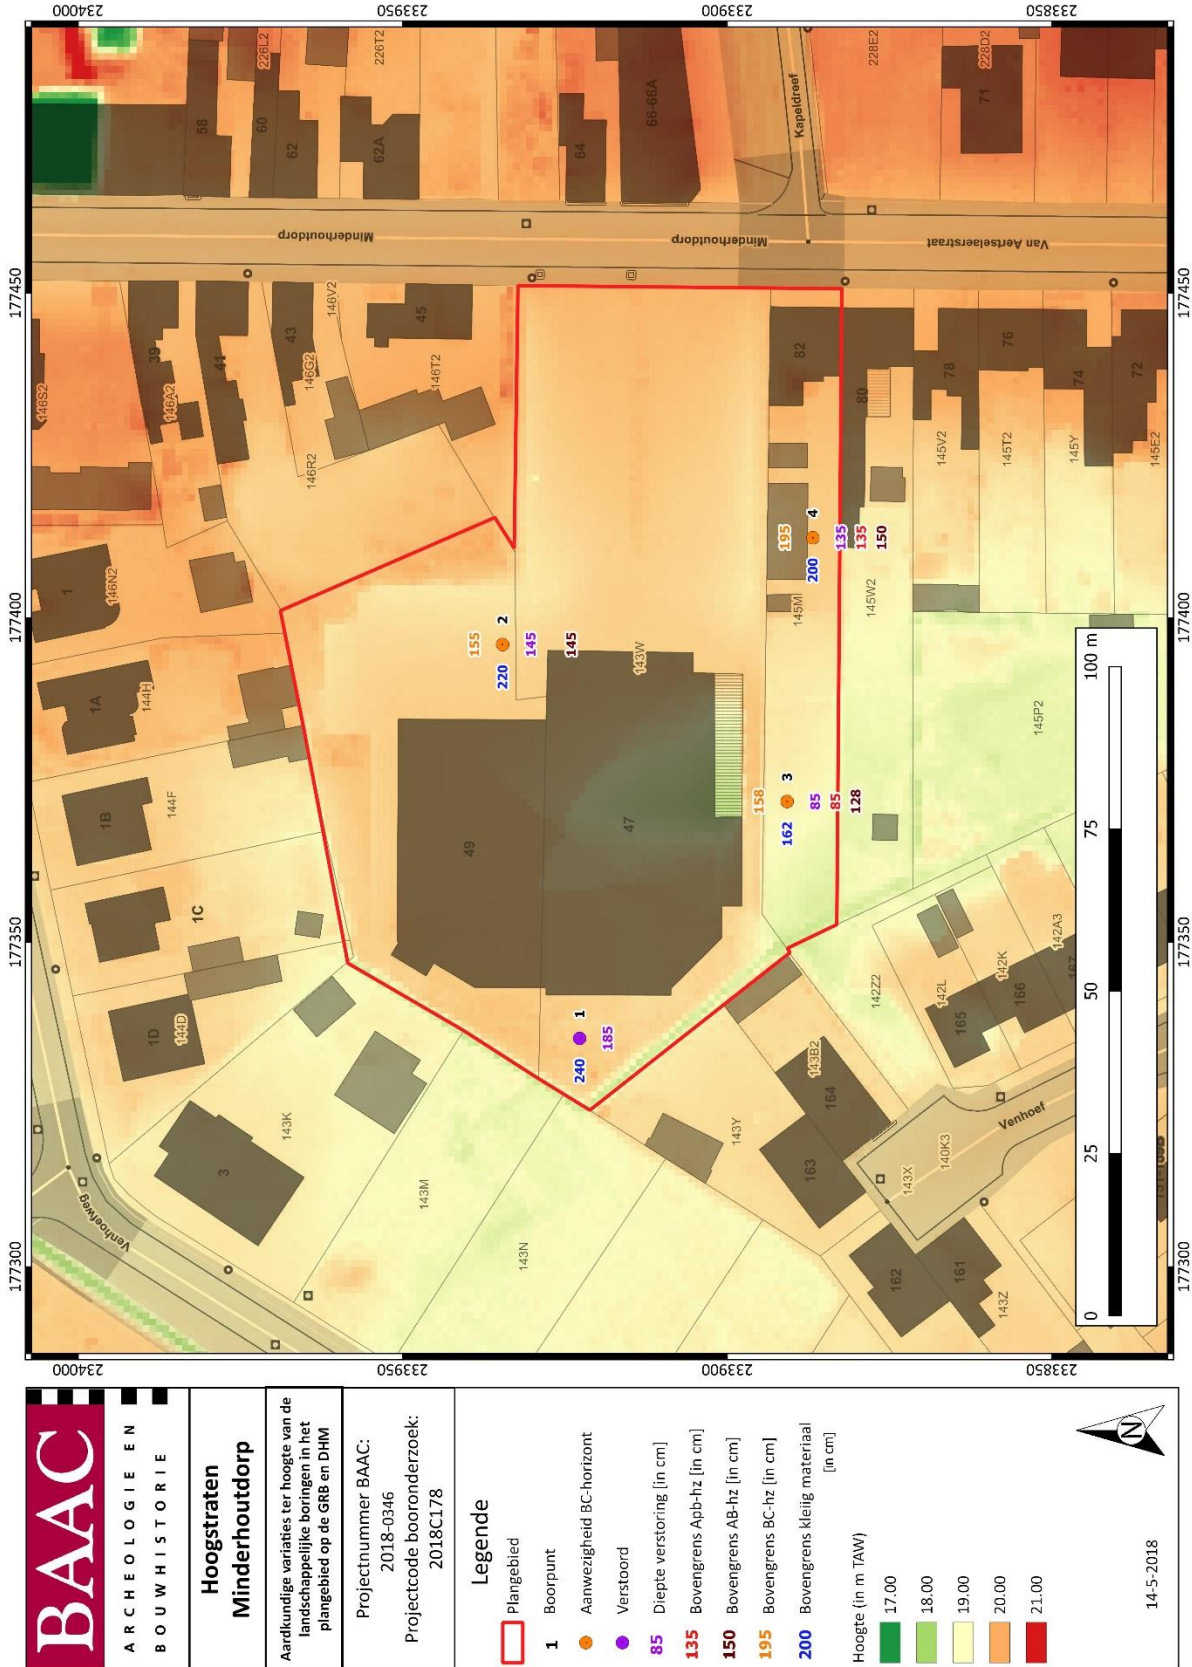 BAAC
ARCHEOLOGIE EN
BOUWHISTORIE
Hoogstraten
Minderhoutdorp
Aardkundige variaties ter hoogte van de
landschappelijke boringen in het
plangebied op de GRB en DHM
Projectnummer BAAC:
2018-0346
Projectcode booronderzoek:
2018C178
Legende
Plangebied
1 Boorpunt
Aanwezigheid BC-horizont
Verstoord
85 Diepte verstoring [in cm]
135 Bovengrens Apb-hz [in cm]
150 Bovengrens AB-hz [in cm]
195 Bovengrens BC-hz [in cm]
200 Bovengrens kleiig materiaal
[in cm]
Hoogte (in m TAW)
17.00
18.00
19.00
20.00
21.00
14-5-2018
N
177300
177350
177400
177450
234000
233950
233900
233850
177300
177350
177400
177450
234000
233950
233900
233850
Venhoefweg
3
143K
143M
143N
1D
144D
1C
1B
144F
1A
144H
1
146N2
146S2
39
146A2
41
43
146G2
146V2
146R2
45
146T2
58
60
226L2
62
226T2
62A
64
66-66A
Minderhoutdorp
Minderhoutdorp
Kapeldreef
Van Aertselaerstraat
228E2
228D2
71
49
47
143W
240
1
185
155
220
2
145
145
158
162
3
85
85
128
195
200
4
135
135
150
82
80
145M
145W2
78
145V2
76
145T2
74
145Y
72
145E2
145P2
143Y
143B2
164
163
143X
140K3
Venhoef
162
161
143Z
142Z2
142L
165
142K
166
142A3
167
0
25
50
75
100 m